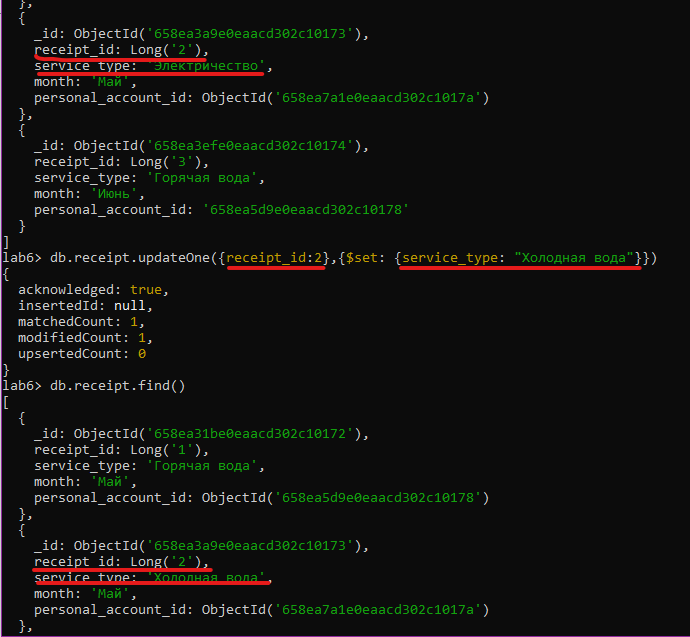 },
{
_id: ObjectId('658ea3a9e0eaacd302c10173'),
receipt_id: Long('2'),
service_type: 'Электричество',
month: 'Май',
personal_account_id: ObjectId('658ea7a1e0eaacd302c1017a')
},
{
_id: ObjectId('658ea3efe0eaacd302c10174'),
receipt_id: Long('3'),
service_type: 'Горячая вода',
month: 'Июнь',
personal_account_id: '658ea5d9e0eaacd302c10178'
}
]
lab6> db.receipt.updateOne({receipt_id:2},{$set: {service_type: "Холодная вода"}})
{
acknowledged: true,
insertedId: null,
matchedCount: 1,
modifiedCount: 1,
upsertedCount: 0
}
lab6> db.receipt.find()
[
{
_id: ObjectId('658ea31be0eaacd302c10172'),
receipt_id: Long('1'),
service_type: 'Горячая вода',
month: 'Май',
personal_account_id: ObjectId('658ea5d9e0eaacd302c10178')
},
{
_id: ObjectId('658ea3a9e0eaacd302c10173'),
receipt_id: Long('2'),
service_type: 'Холодная вода',
month: 'Май',
personal_account_id: ObjectId('658ea7a1e0eaacd302c1017a')
},